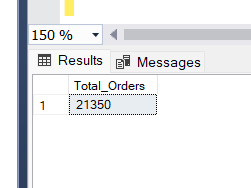 150 %
Results Messages
Total_Orders
1 21350